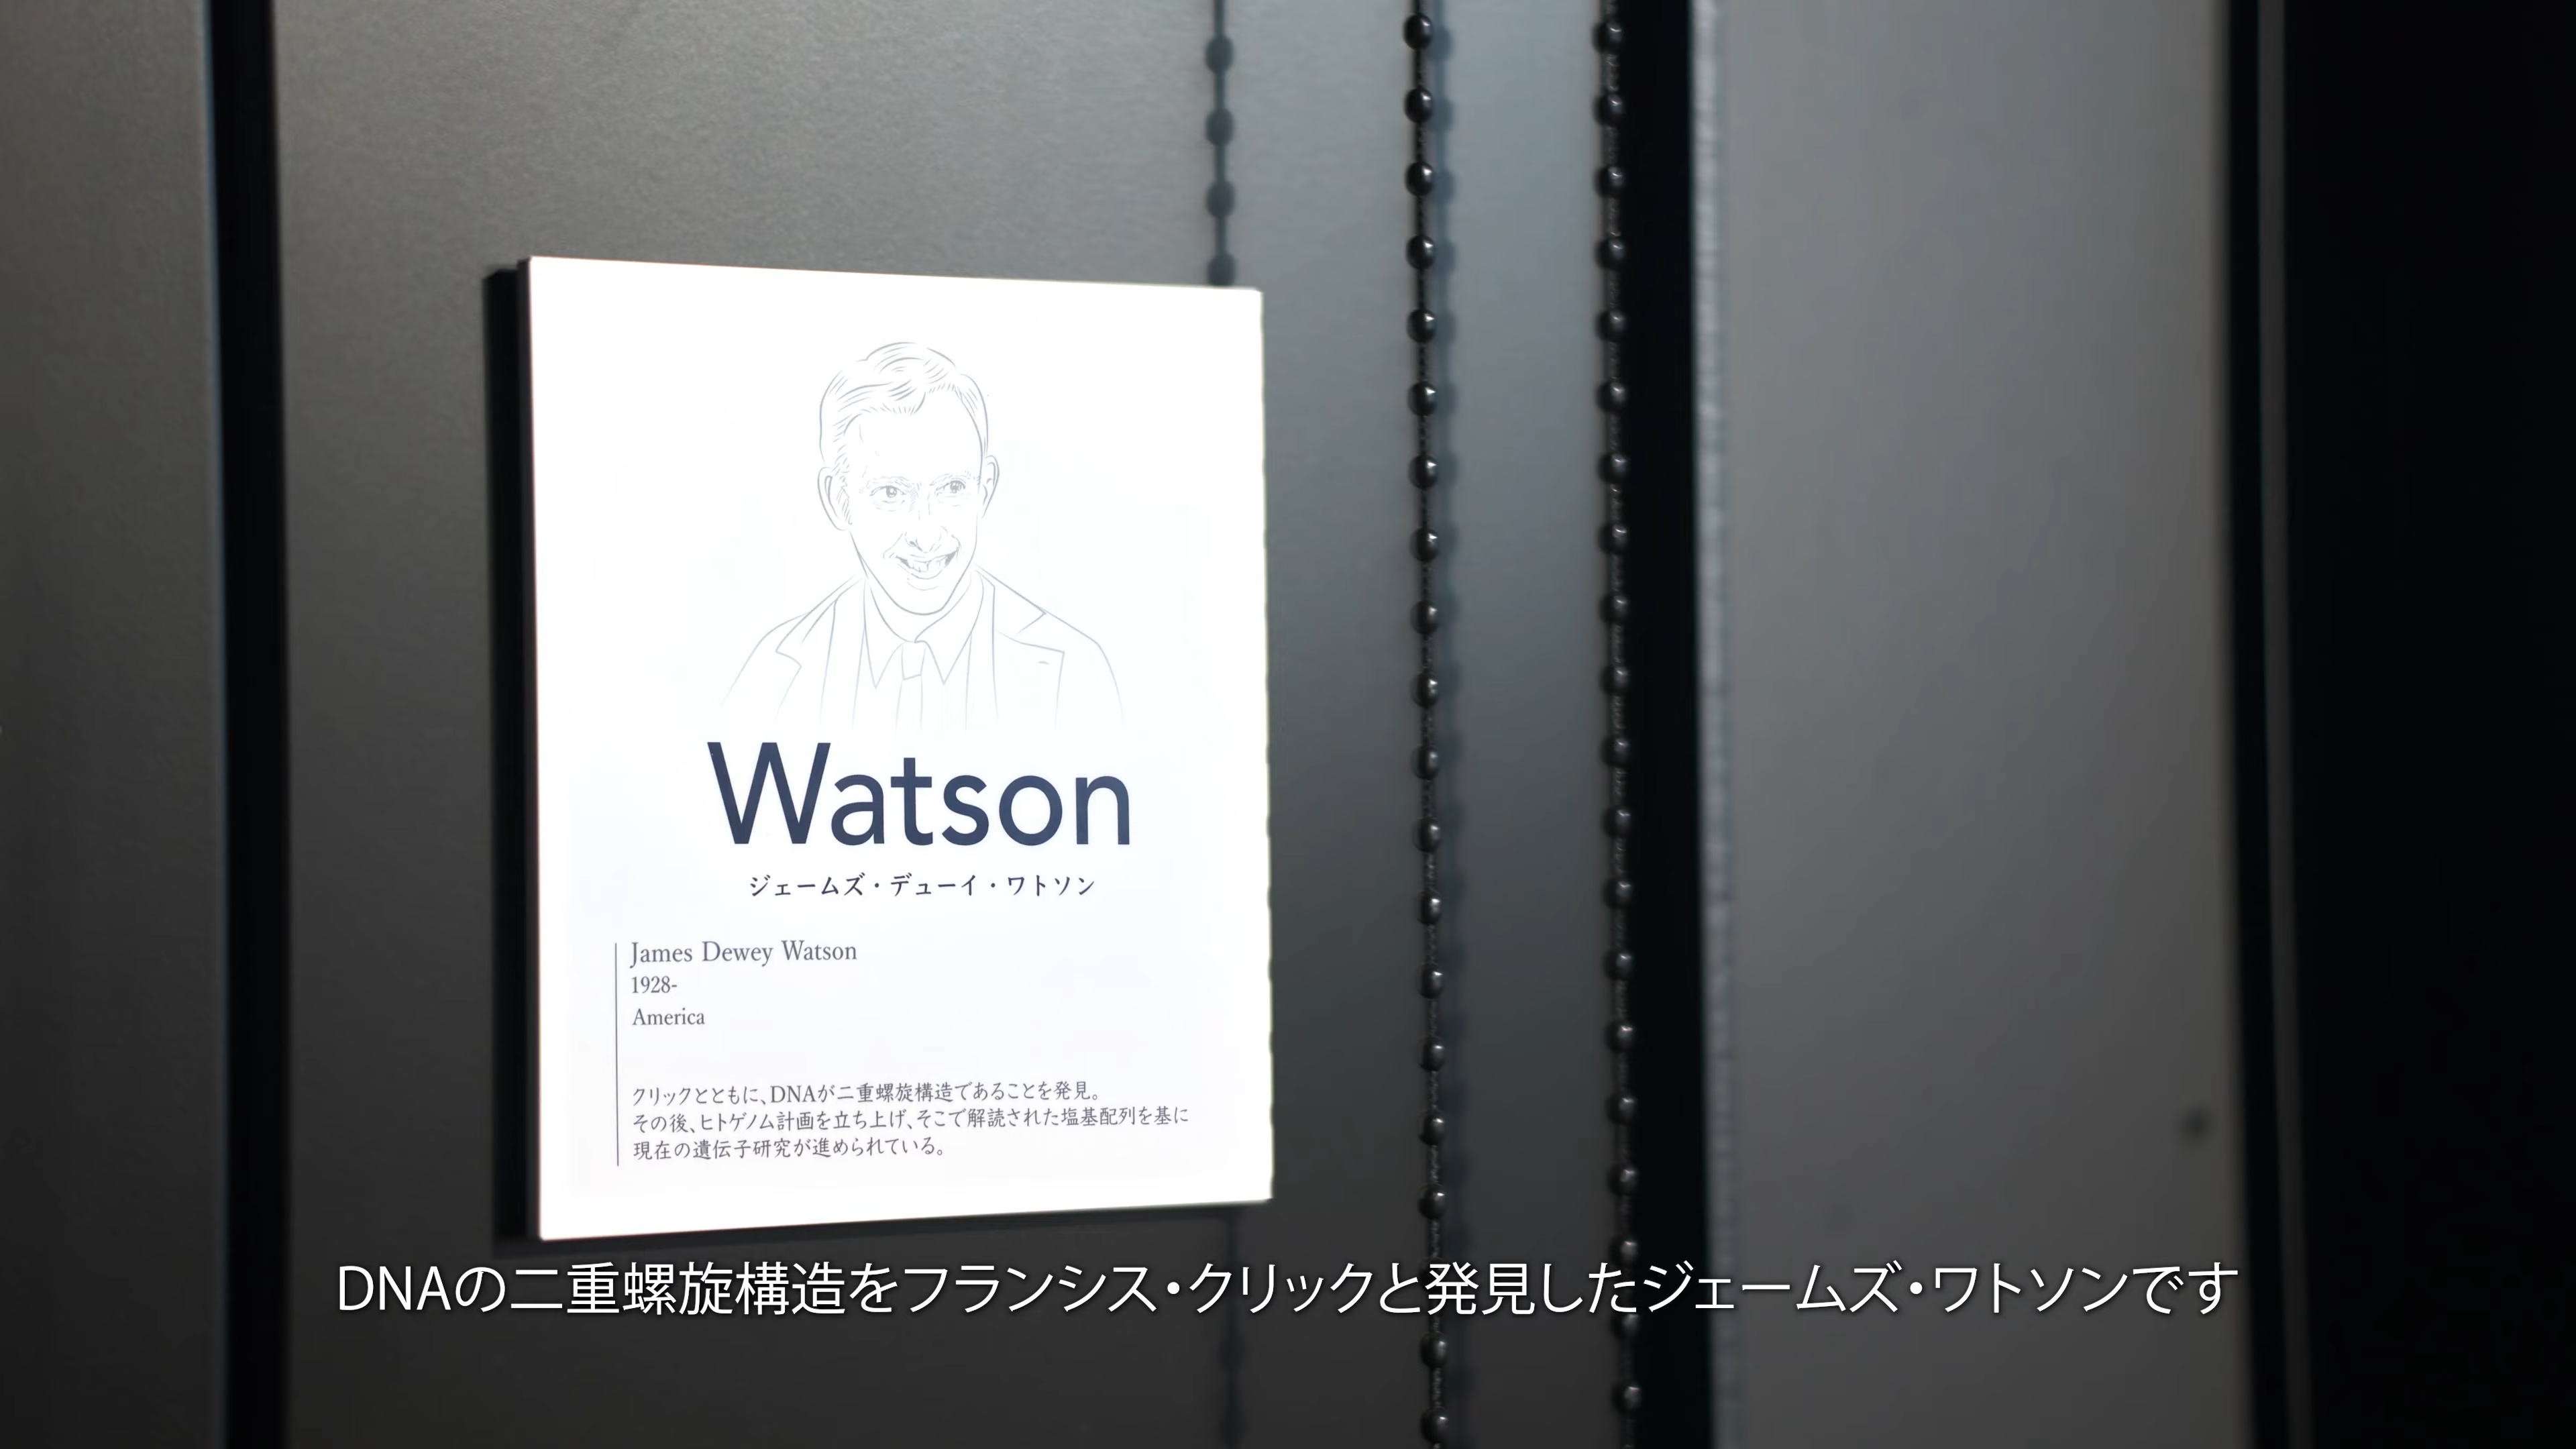 Watson
ジェームズ・デューイ・ワトソン
James Dewey Watson
1928-
America
クリックとともに、DNAが二重螺旋構造であることを発見。
その後、ヒトゲノム計画を立ち上げ、そこで解読された塩基配列を基に
現在の遺伝子研究が進められている。
DNAの二重螺旋構造をフランシス・クリックと発見したジェームズ・ワトソンです